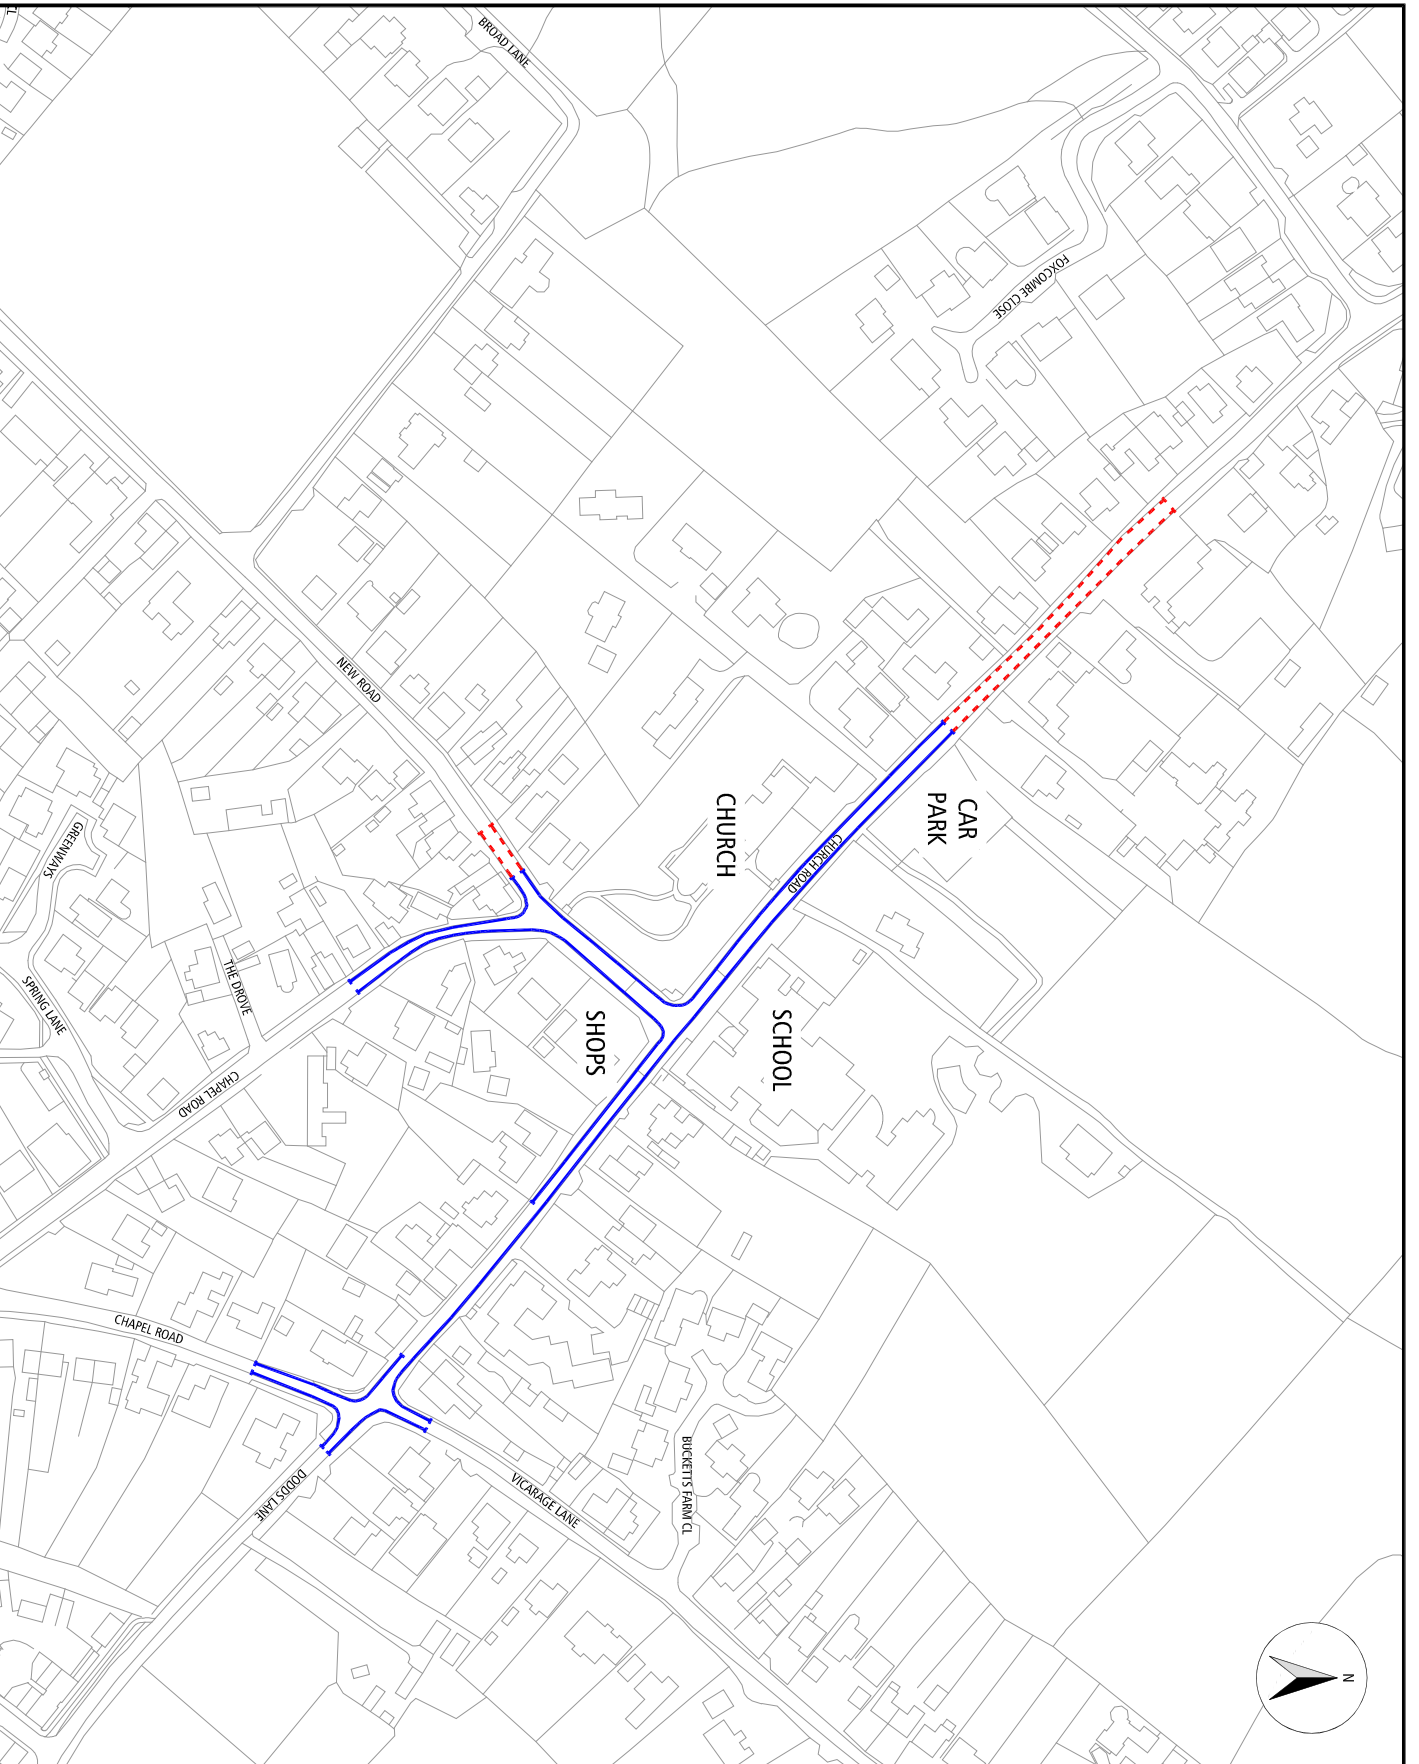 BROAD LANE
FOXCOMBE CLOSE
NEW ROAD
CAR
PARK
CHURCH
CHURCH ROAD
GREENWAYS
THE DROVE
SPRING LANE
SHOPS
SCHOOL
CHAPEL ROAD
CHAPEL ROAD
BUCKETTS FARM CL
VICARAGE LANE
DODDS LANE
N